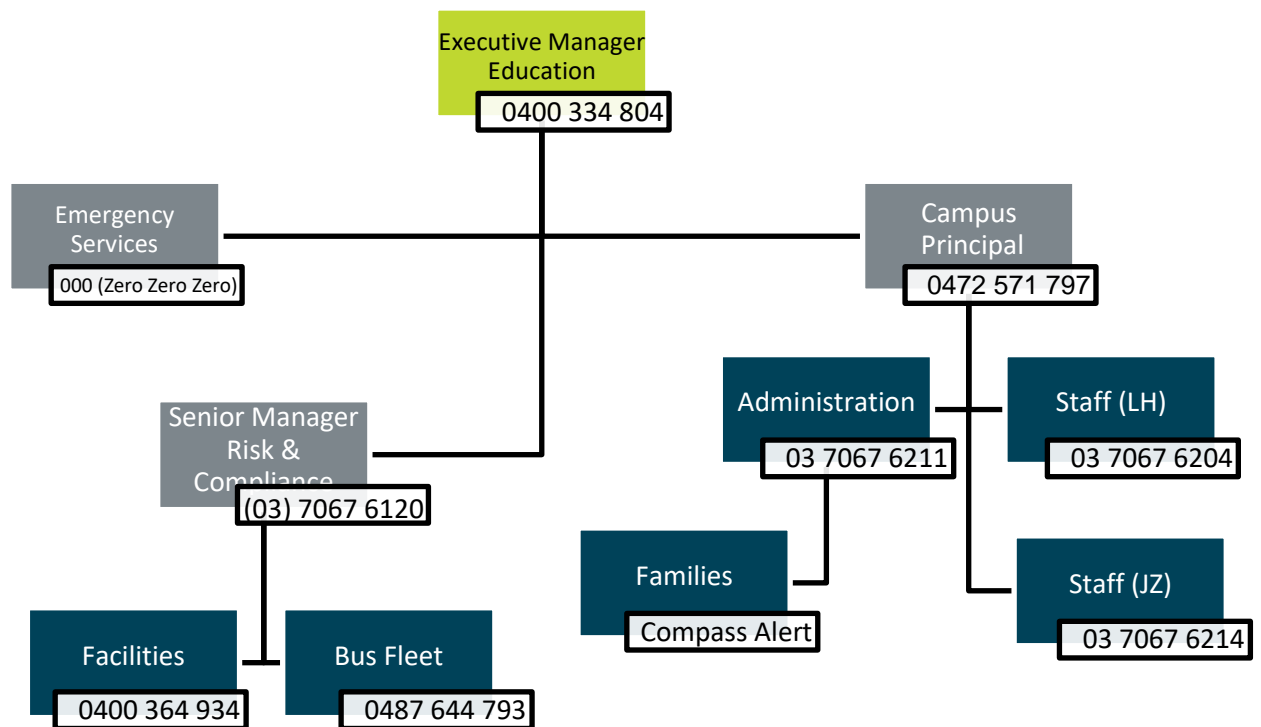 Executive Manager
Education
0400 334 804
Emergency
Services
000 (Zero Zero Zero)
Campus
Principal
0472 571 797
Senior Manager
Risk &
Compliance
(03) 7067 6120
Administration
03 7067 6211
Staff (LH)
03 7067 6204
Families
Compass Alert
Staff (JZ)
03 7067 6214
Facilities
0400 364 934
Bus Fleet
0487 644 793